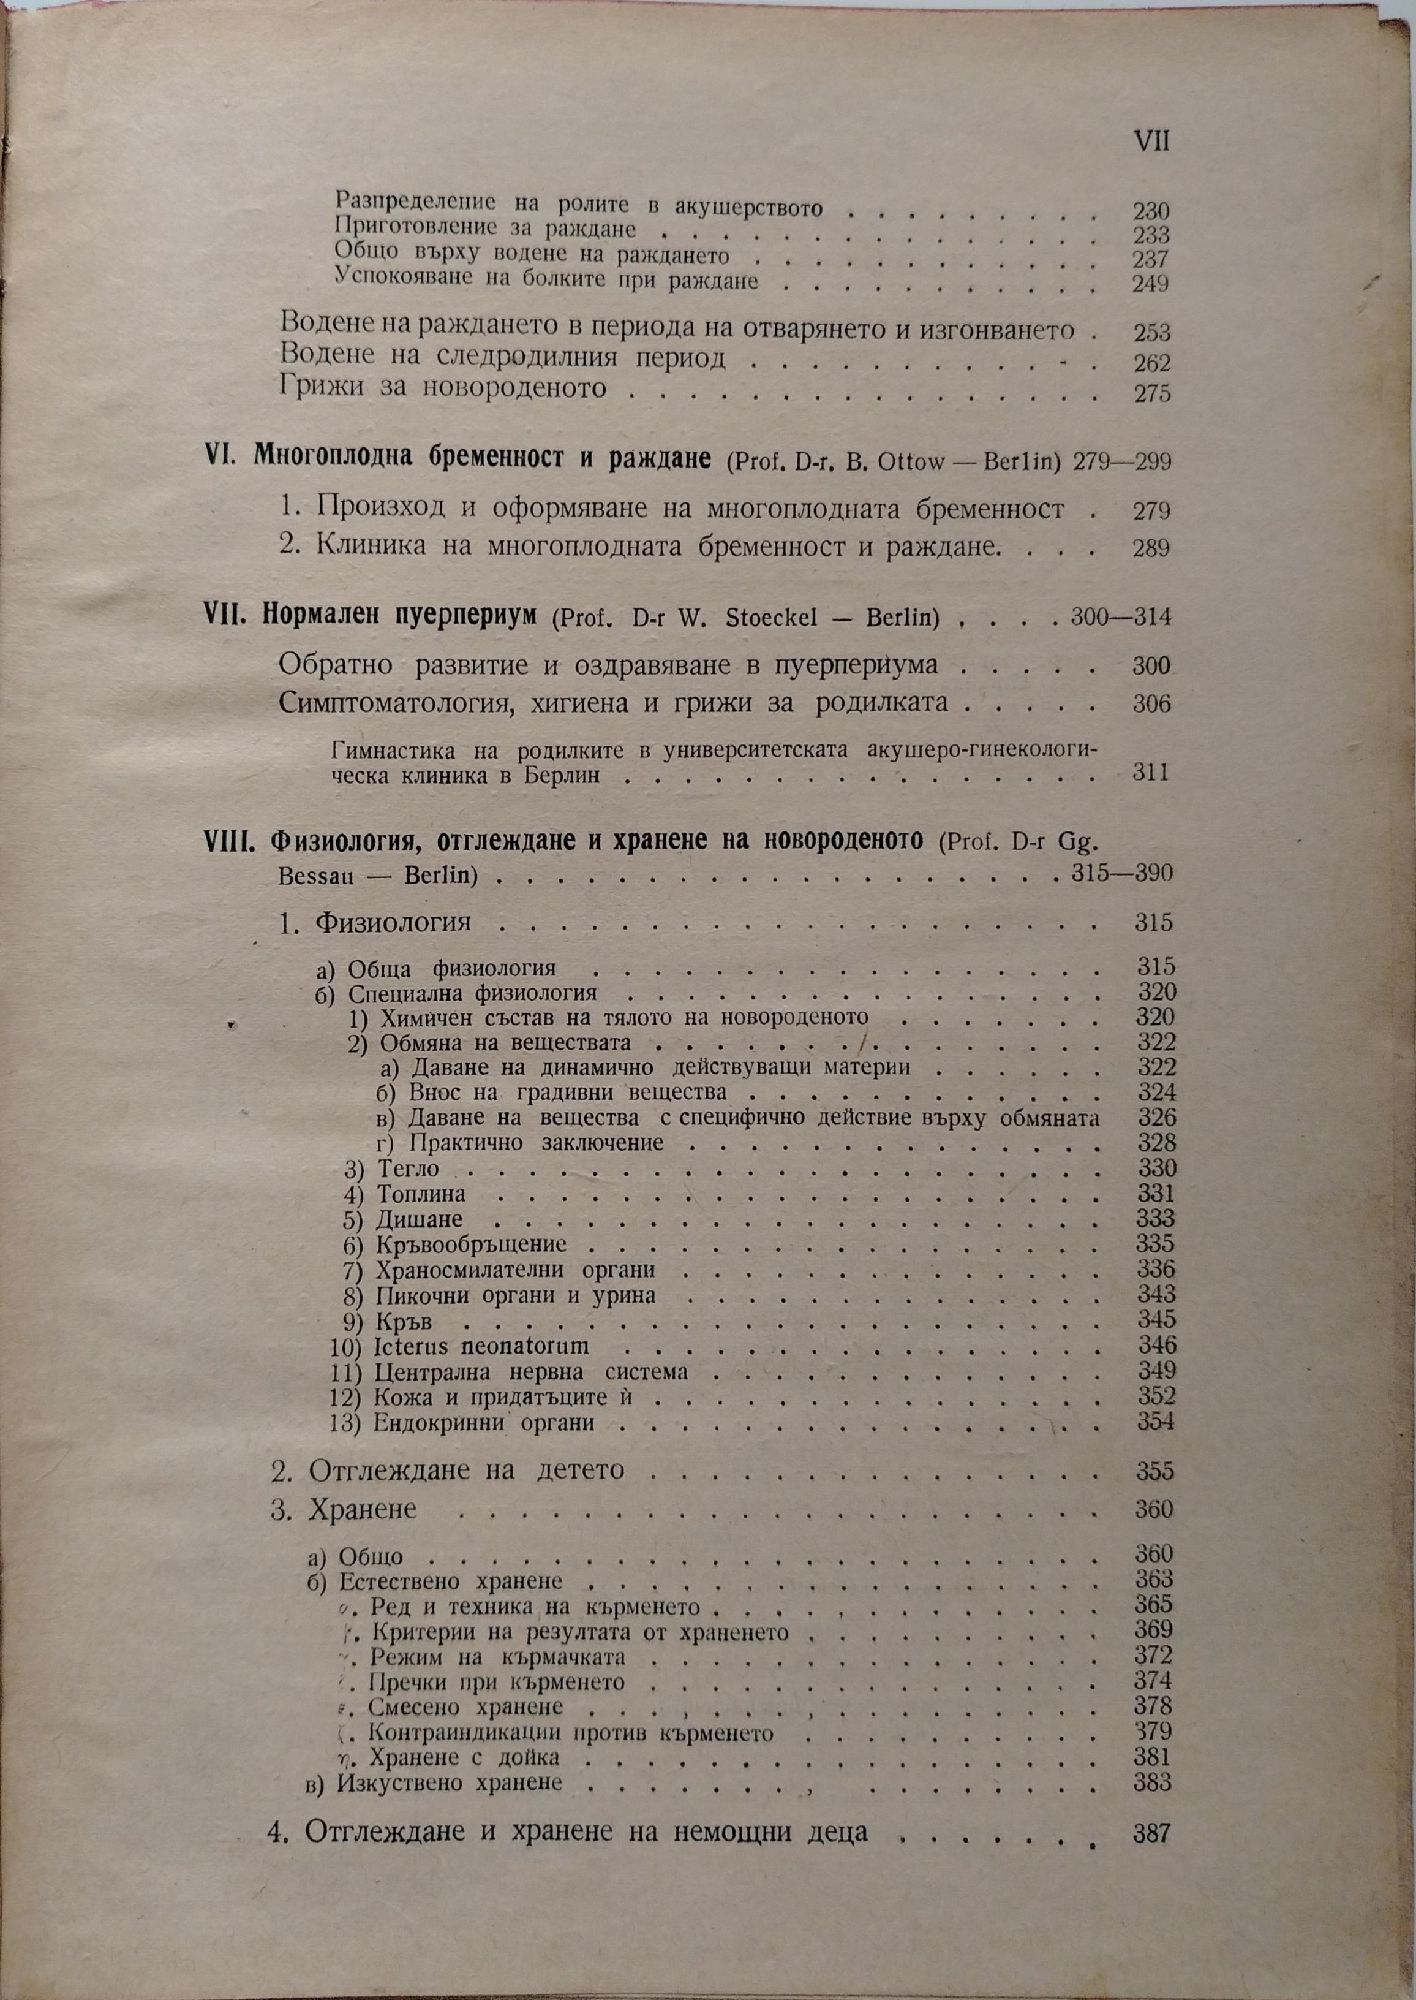 VII
Разпределение на ролите в акушерството . . . . . . . . . 230
Приготовление за раждане . . . . . . . . . . . . . . 233
Общо върху водене на раждането . . . . . . . . . . . 237
Успокояване на болките при раждане . . . . . . . . . . . 249
Водене на раждането в периода на отварянето и изгонването . 253
Водене на следродилния период . . . . . . . . . . . . 262
Грижи за новороденото . . . . . . . . . . . . . . . . 275
VI. Многоплодна бременност и раждане (Prof. D-r. B. Ottow — Berlin) 279—299
1. Произход и оформяване на многоплодната бременност . 279
2. Клиника на многоплодната бременност и раждане. . . . 289
VII. Нормален пуерпериум (Prof. D-r W. Stoeckel — Berlin) . . . . 300—314
Обратно развитие и оздравяване в пуерпериума . . . . . 300
Симптоматология, хигиена и грижи за родилката . . . . . 306
Гимнастика на родилките в университетската акушеро-гинекологи-
ческа клиника в Берлин . . . . . . . . . . . . . . . . 311
VIII. Физиология, отглеждане и хранене на новороденото (Prof. D-r Gg.
Bessau — Berlin) . . . . . . . . . . . . . . . . . . . 315—390
1. Физиология . . . . . . . . . . . . . . . . . . . . 315
а) Обща физиология . . . . . . . . . . . . . . . . . 315
б) Специална физиология . . . . . . . . . . . . . . . . 320
1) Химичен състав на тялото на новороденото . . . . . . . 320
2) Обмяна на веществата . . . . . . . . . . . . . . . 322
а) Даване на динамично действуващи материи . . . . . . 322
б) Внос на градивни вещества . . . . . . . . . . . . 324
в) Даване на вещества с специфично действие върху обмяната 326
г) Практично заключение . . . . . . . . . . . . . . 328
3) Тегло . . . . . . . . . . . . . . . . . . . . . 330
4) Топлина . . . . . . . . . . . . . . . . . . . . 331
5) Дишане . . . . . . . . . . . . . . . . . . . . 333
6) Кръвообръщение . . . . . . . . . . . . . . . . . 335
7) Храносмилателни органи . . . . . . . . . . . . . . 336
8) Пикочни органи и урина . . . . . . . . . . . . . . 343
9) Кръв . . . . . . . . . . . . . . . . . . . . . 345
10) Icterus neonatorum . . . . . . . . . . . . . . . . 346
11) Централна нервна система . . . . . . . . . . . . . 349
12) Кожа и придатъците ѝ . . . . . . . . . . . . . . . 352
13) Ендокринни органи . . . . . . . . . . . . . . . . 354
2. Отглеждане на детето . . . . . . . . . . . . . . . 355
3. Хранене . . . . . . . . . . . . . . . . . . . . . 360
а) Общо . . . . . . . . . . . . . . . . . . . . . . 360
б) Естествено хранене . . . . . . . . . . . . . . . . . 363
Ред и техника на кърменето . . . . . . . . . . . . . 365
Критерии на резултата от храненето . . . . . . . . . . 369
Режим на кърмачката . . . . . . . . . . . . . . . 372
Пречки при кърменето . . . . . . . . . . . . . . . 374
Смесено хранене . . . . . . . . . . . . . . . . . 378
Контраиндикации против кърменето . . . . . . . . . . 379
η. Хранене с дойка . . . . . . . . . . . . . . . . . 381
в) Изкуствено хранене . . . . . . . . . . . . . . . . 383
4. Отглеждане и хранене на немощни деца . . . . . . . 387